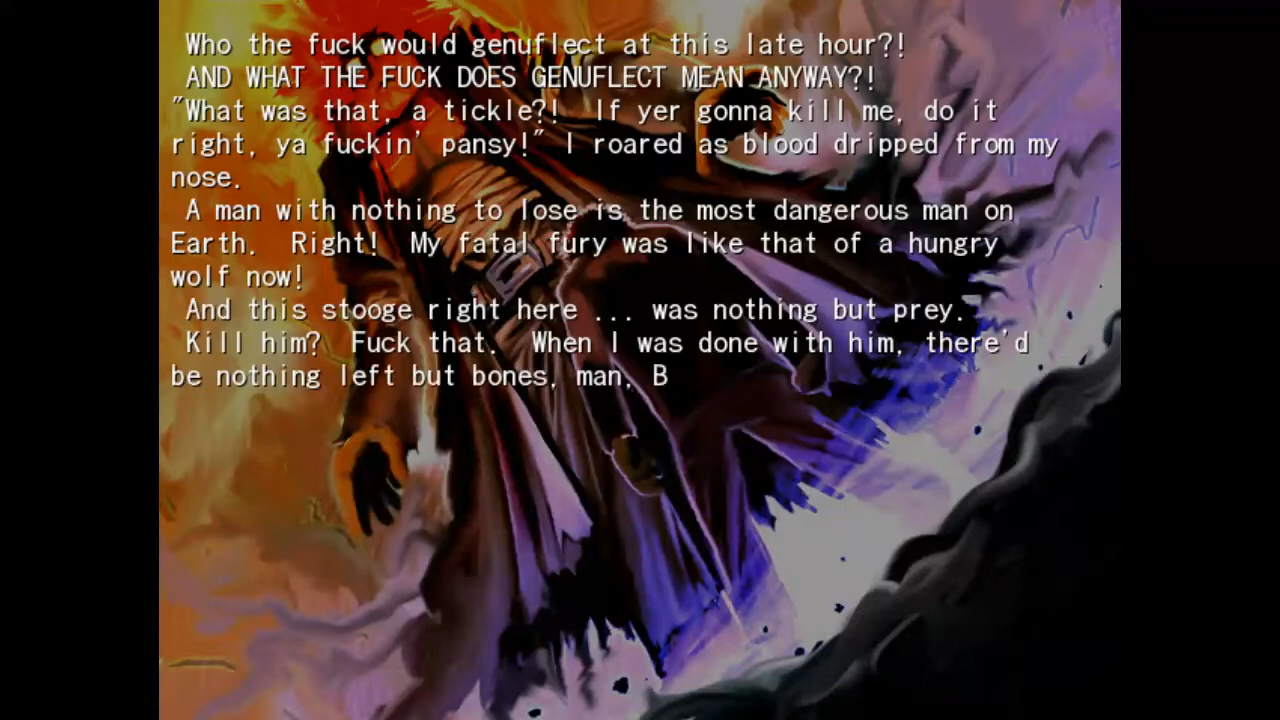 Who the fuck would genuflect at this late hour?!
AND WHAT THE FUCK DOES GENUFLECT MEAN ANYWAY?!
"What was that, a tickle?!  If yer gonna kill me, do it
right, ya fuckin' pansy!" I roared as blood dripped from my
nose.
A man with nothing to lose is the most dangerous man on
Earth.  Right!  My fatal fury was like that of a hungry
wolf now!
And this stooge right here ... was nothing but prey.
Kill him?  Fuck that.  When I was done with him, there'd
be nothing left but bones, man, B